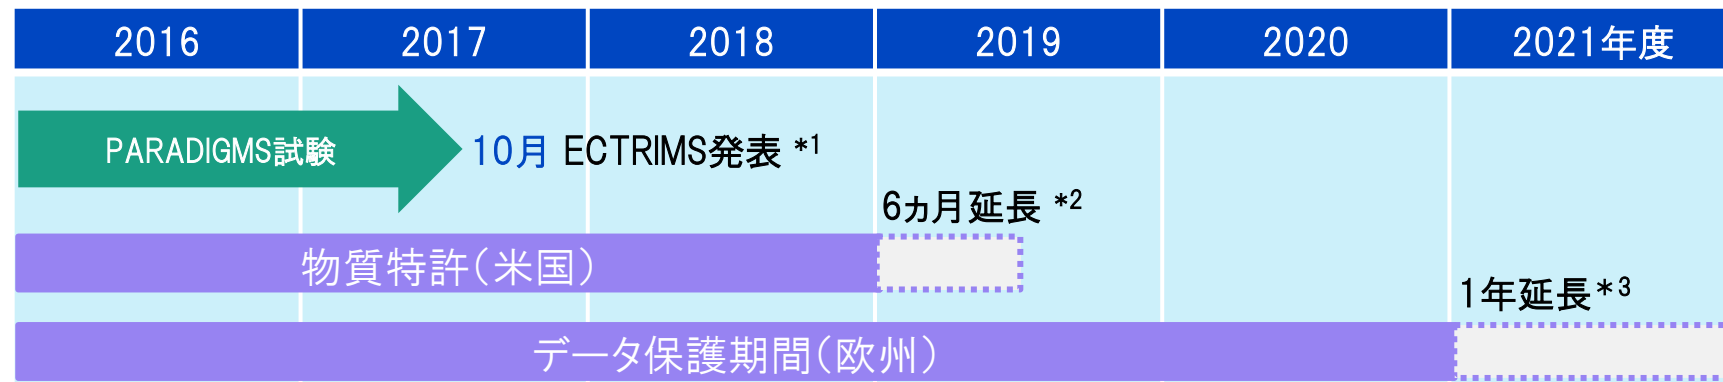 2016 2017 2018 2019 2020 2021年度
PARADIGMS試験 10月 ECTRIMS発表 *1
6ヵ月延長 *2
物質特許(米国)
1年延長*3
データ保護期間(欧州)